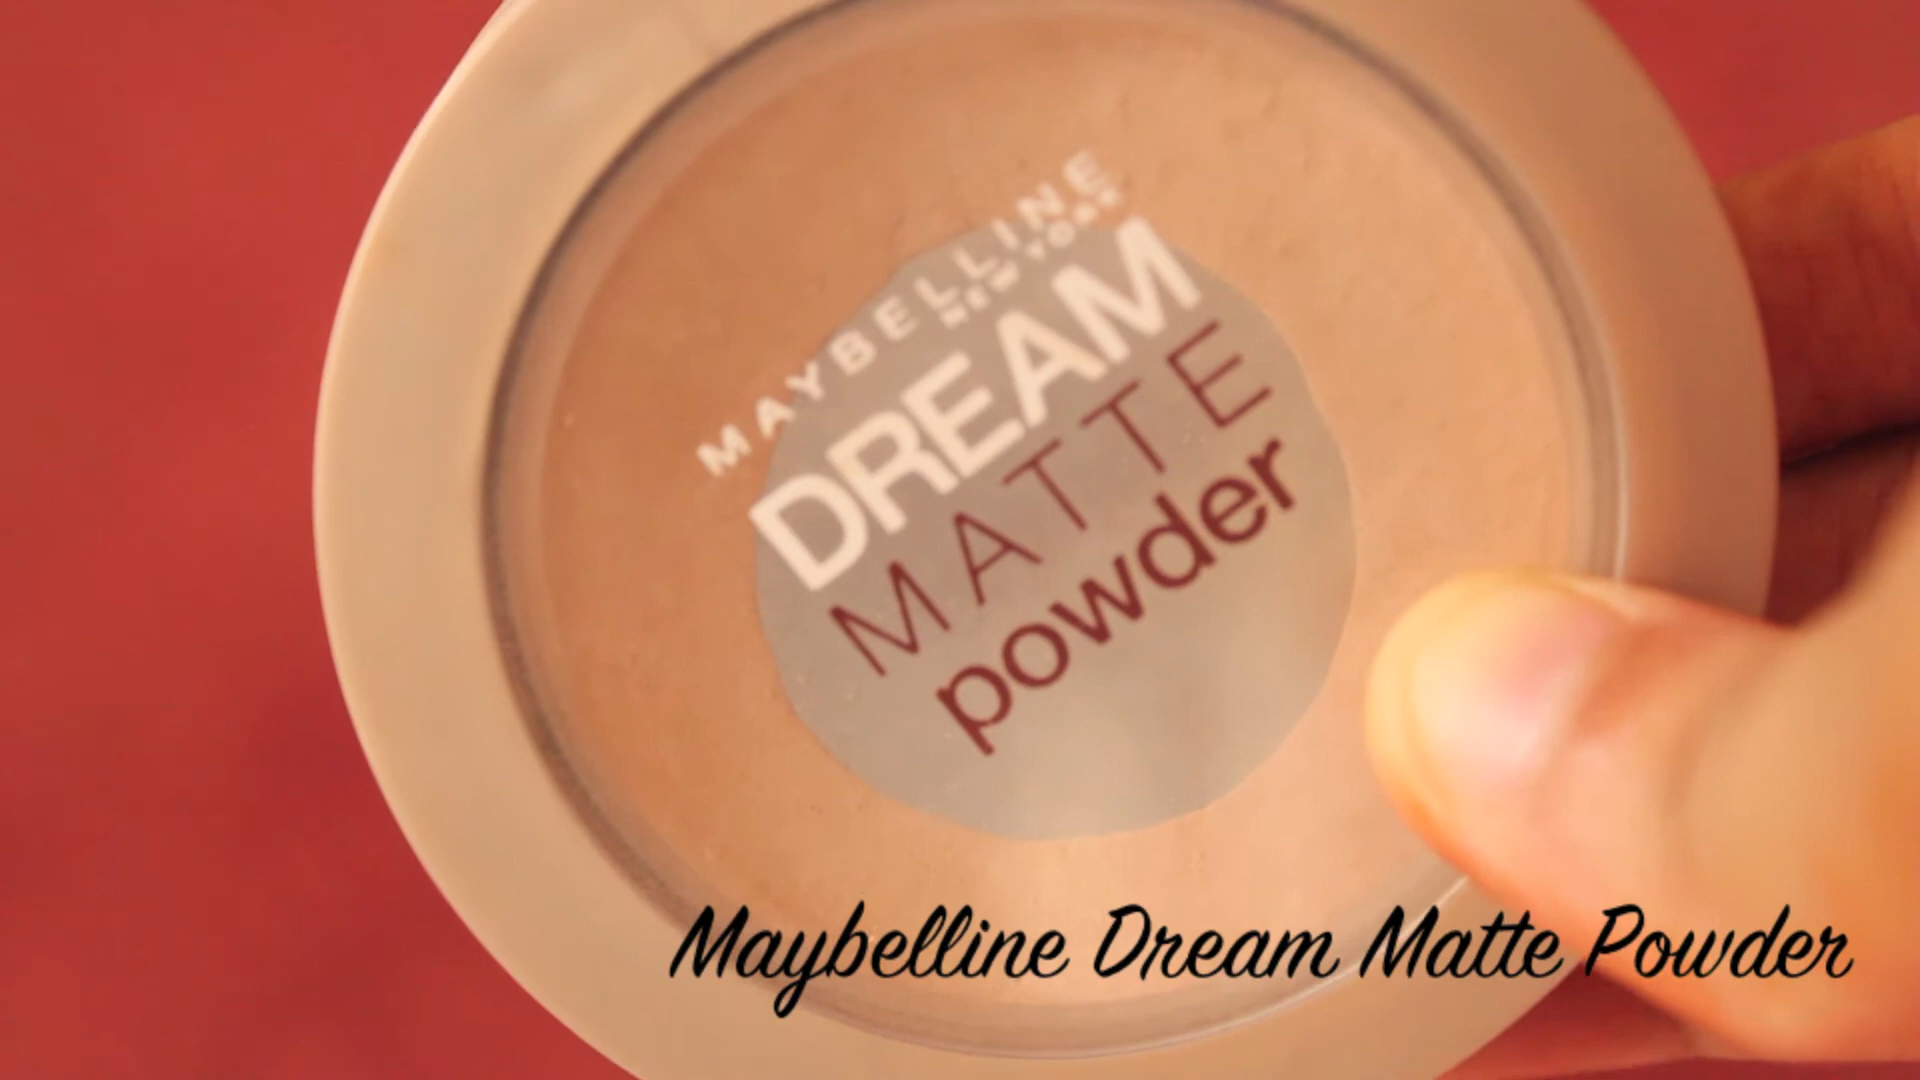 MAYBELLINE
NEW YORK
DREAM
MATTE
powder
Maybelline Dream Matte Powder